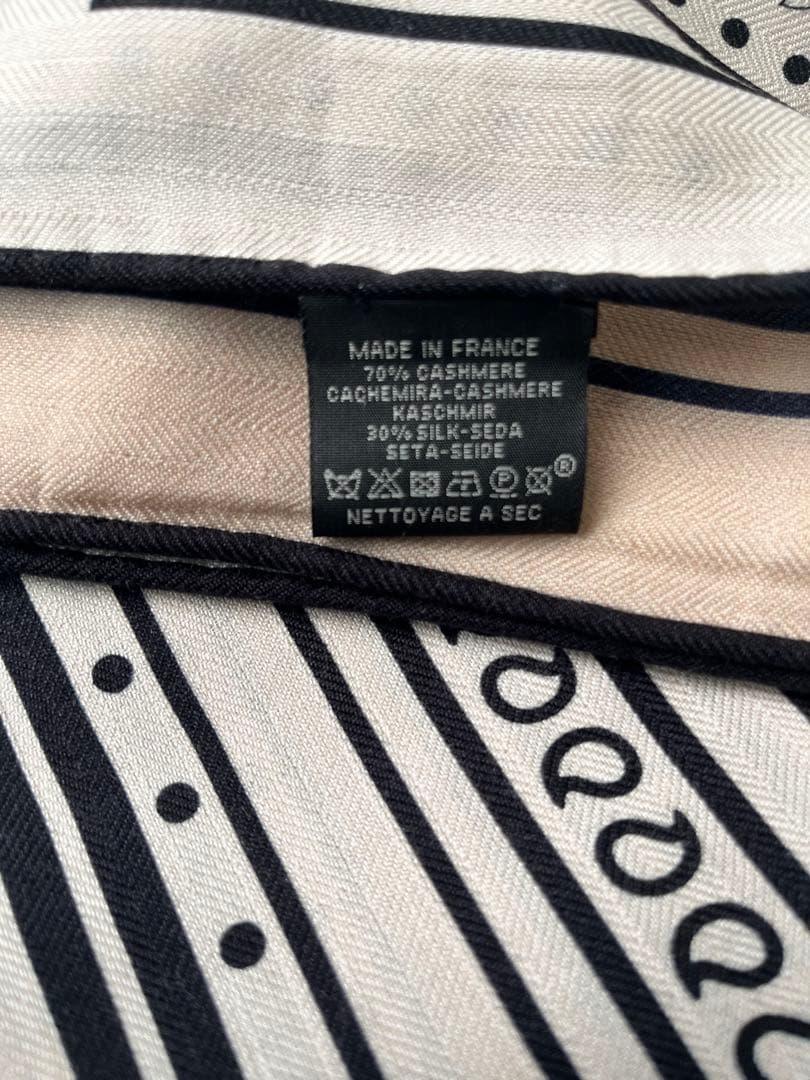 MADE IN FRANCE
70% CASHMERE
CACHEMIRA-CASHMERE
KASCHMIR
30% SILK-SEDA
SETA-SEIDE
P ®
NETTOYAGE A SEC